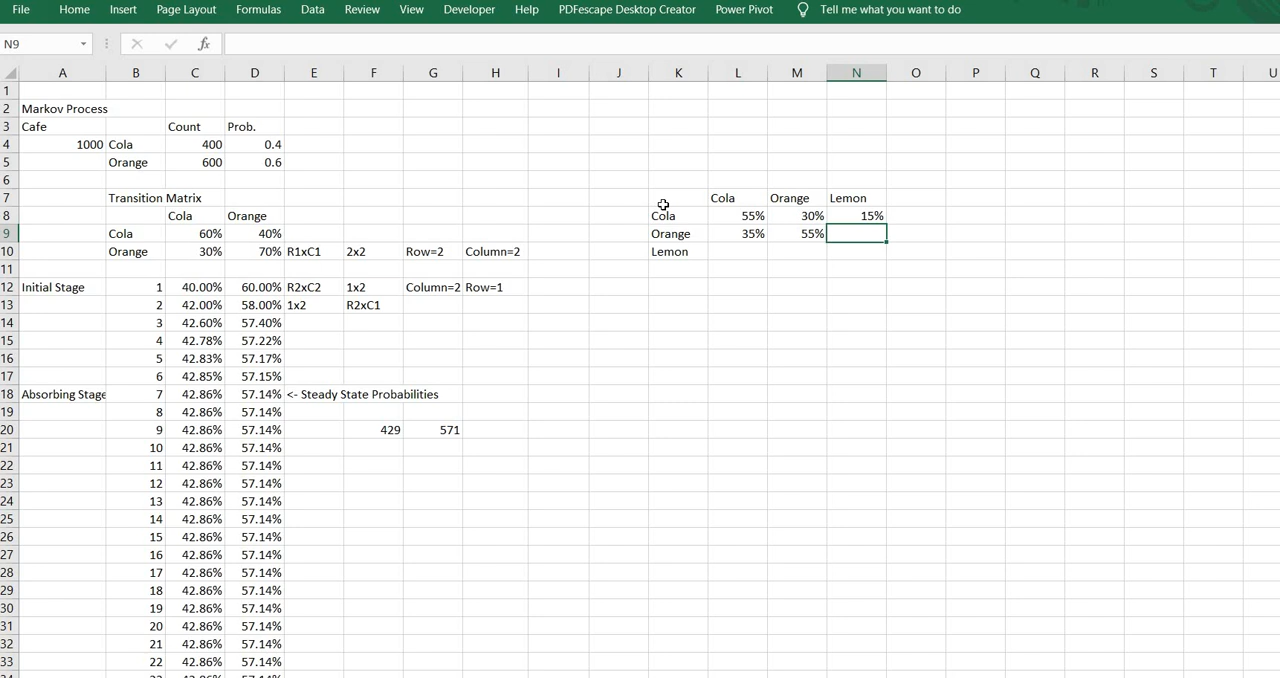 File Home Insert Page Layout Formulas Data Review View Developer Help PDFescape Desktop Creator Power Pivot Tell me what you want to do
N9 fx
A B C D E F G H I J K L M N O P Q R S T U
1
2 Markov Process
3 Cafe Count Prob.
4 1000 Cola 400 0.4
5 Orange 600 0.6
6
7 Transition Matrix Cola Orange Lemon
8 Cola Orange Cola 55% 30% 15%
9 Cola 60% 40% Orange 35% 55%
10 Orange 30% 70% R1xC1 2x2 Row=2 Column=2 Lemon
11
12 Initial Stage 1 40.00% 60.00% R2xC2 1x2 Column=2 Row=1
13 2 42.00% 58.00% 1x2 R2xC1
14 3 42.60% 57.40%
15 4 42.78% 57.22%
16 5 42.83% 57.17%
17 6 42.85% 57.15%
18 Absorbing Stage 7 42.86% 57.14% <- Steady State Probabilities
19 8 42.86% 57.14%
20 9 42.86% 57.14% 429 571
21 10 42.86% 57.14%
22 11 42.86% 57.14%
23 12 42.86% 57.14%
24 13 42.86% 57.14%
25 14 42.86% 57.14%
26 15 42.86% 57.14%
27 16 42.86% 57.14%
28 17 42.86% 57.14%
29 18 42.86% 57.14%
30 19 42.86% 57.14%
31 20 42.86% 57.14%
32 21 42.86% 57.14%
33 22 42.86% 57.14%